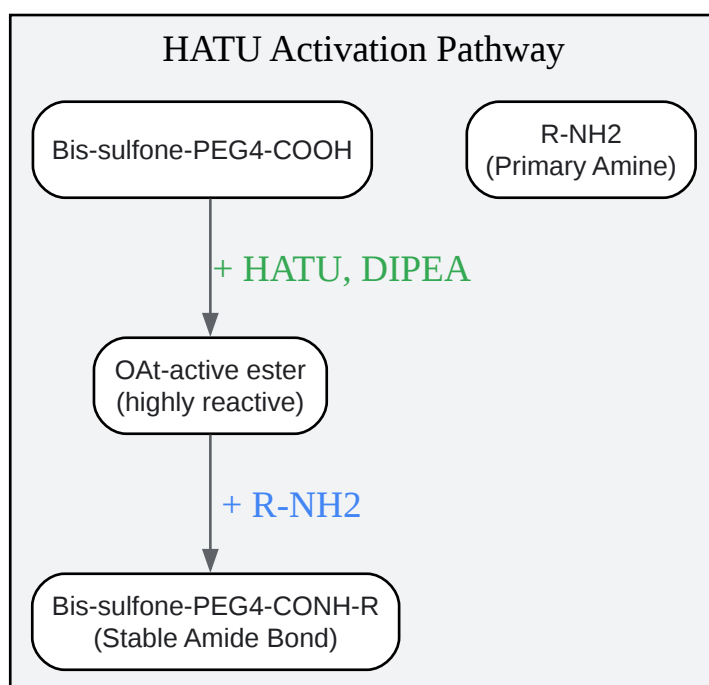 HATU Activation Pathway
Bis-sulfone-PEG4-COOH
R-NH2
(Primary Amine)
+ HATU, DIPEA
OAt-active ester
(highly reactive)
+ R-NH2
Bis-sulfone-PEG4-CONH-R
(Stable Amide Bond)